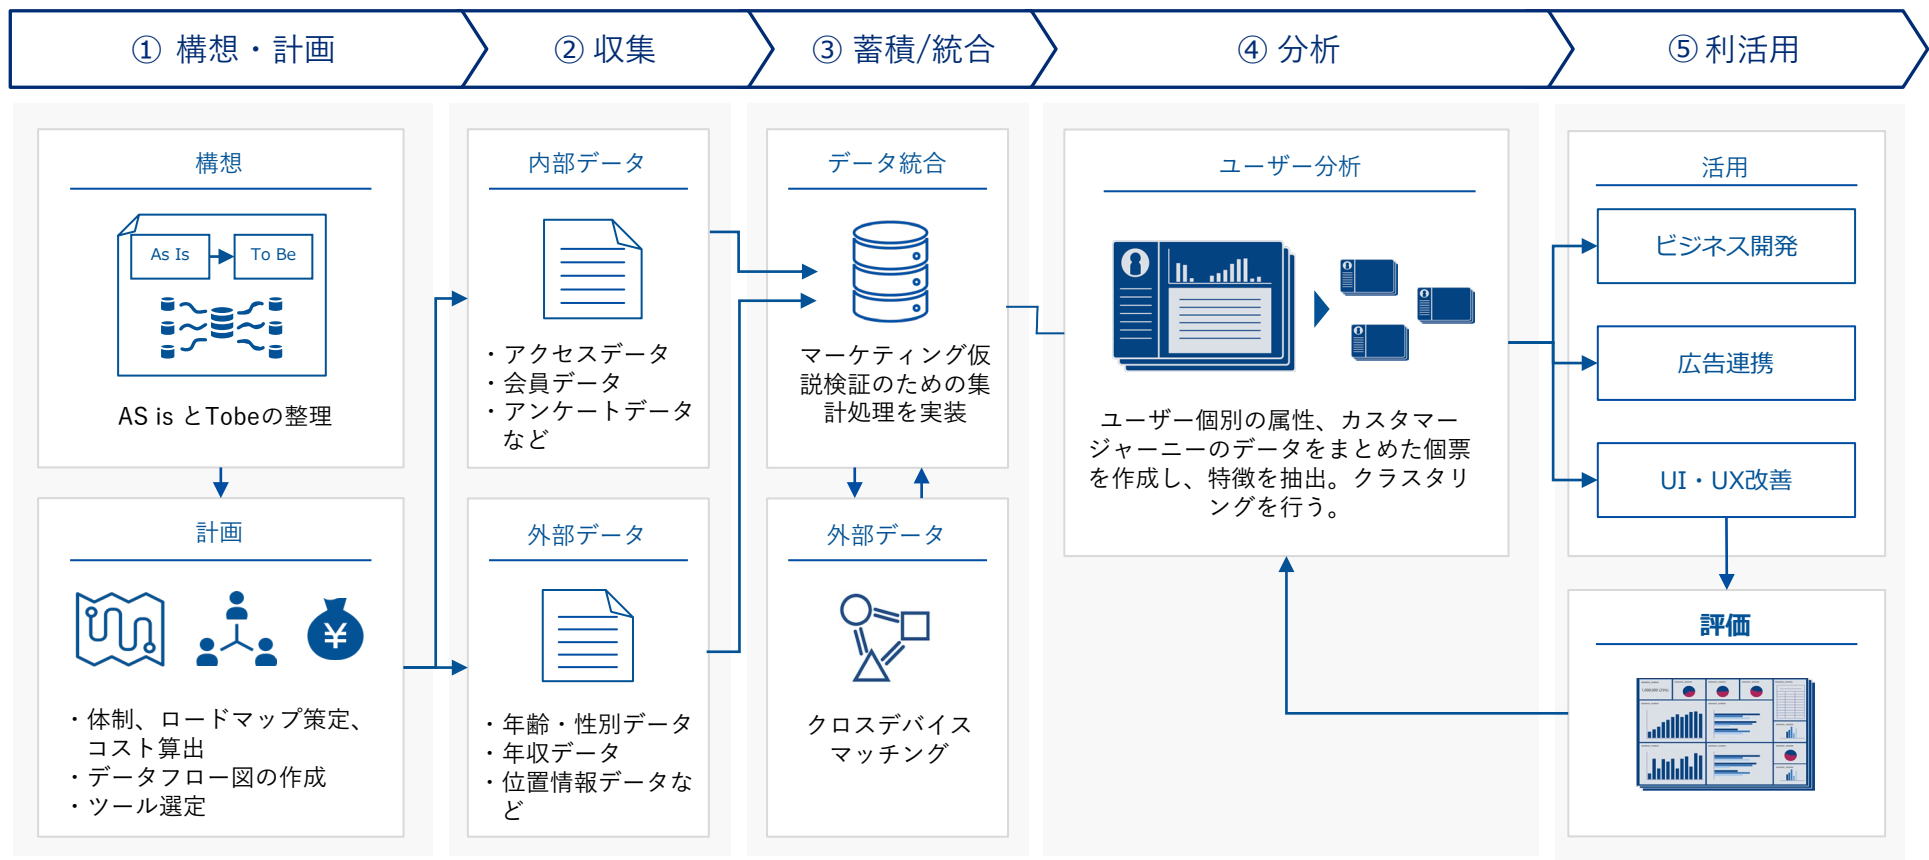 ① 構想・計画
② 収集
③ 蓄積/統合
④ 分析
⑤ 利活用
構想
As Is
To Be
AS is とTobeの整理
計画
¥
・体制、ロードマップ策定、
コスト算出
・データフロー図の作成
・ツール選定
内部データ
・アクセスデータ
・会員データ
・アンケートデータ
など
外部データ
・年齢・性別データ
・年収データ
・位置情報データな
ど
データ統合
マーケティング仮
説検証のための集
計処理を実装
外部データ
クロスデバイス
マッチング
ユーザー分析
ユーザー個別の属性、カスタマー
ジャーニーのデータをまとめた個票
を作成し、特徴を抽出。クラスタリ
ングを行う。
活用
ビジネス開発
広告連携
UI・UX改善
評価